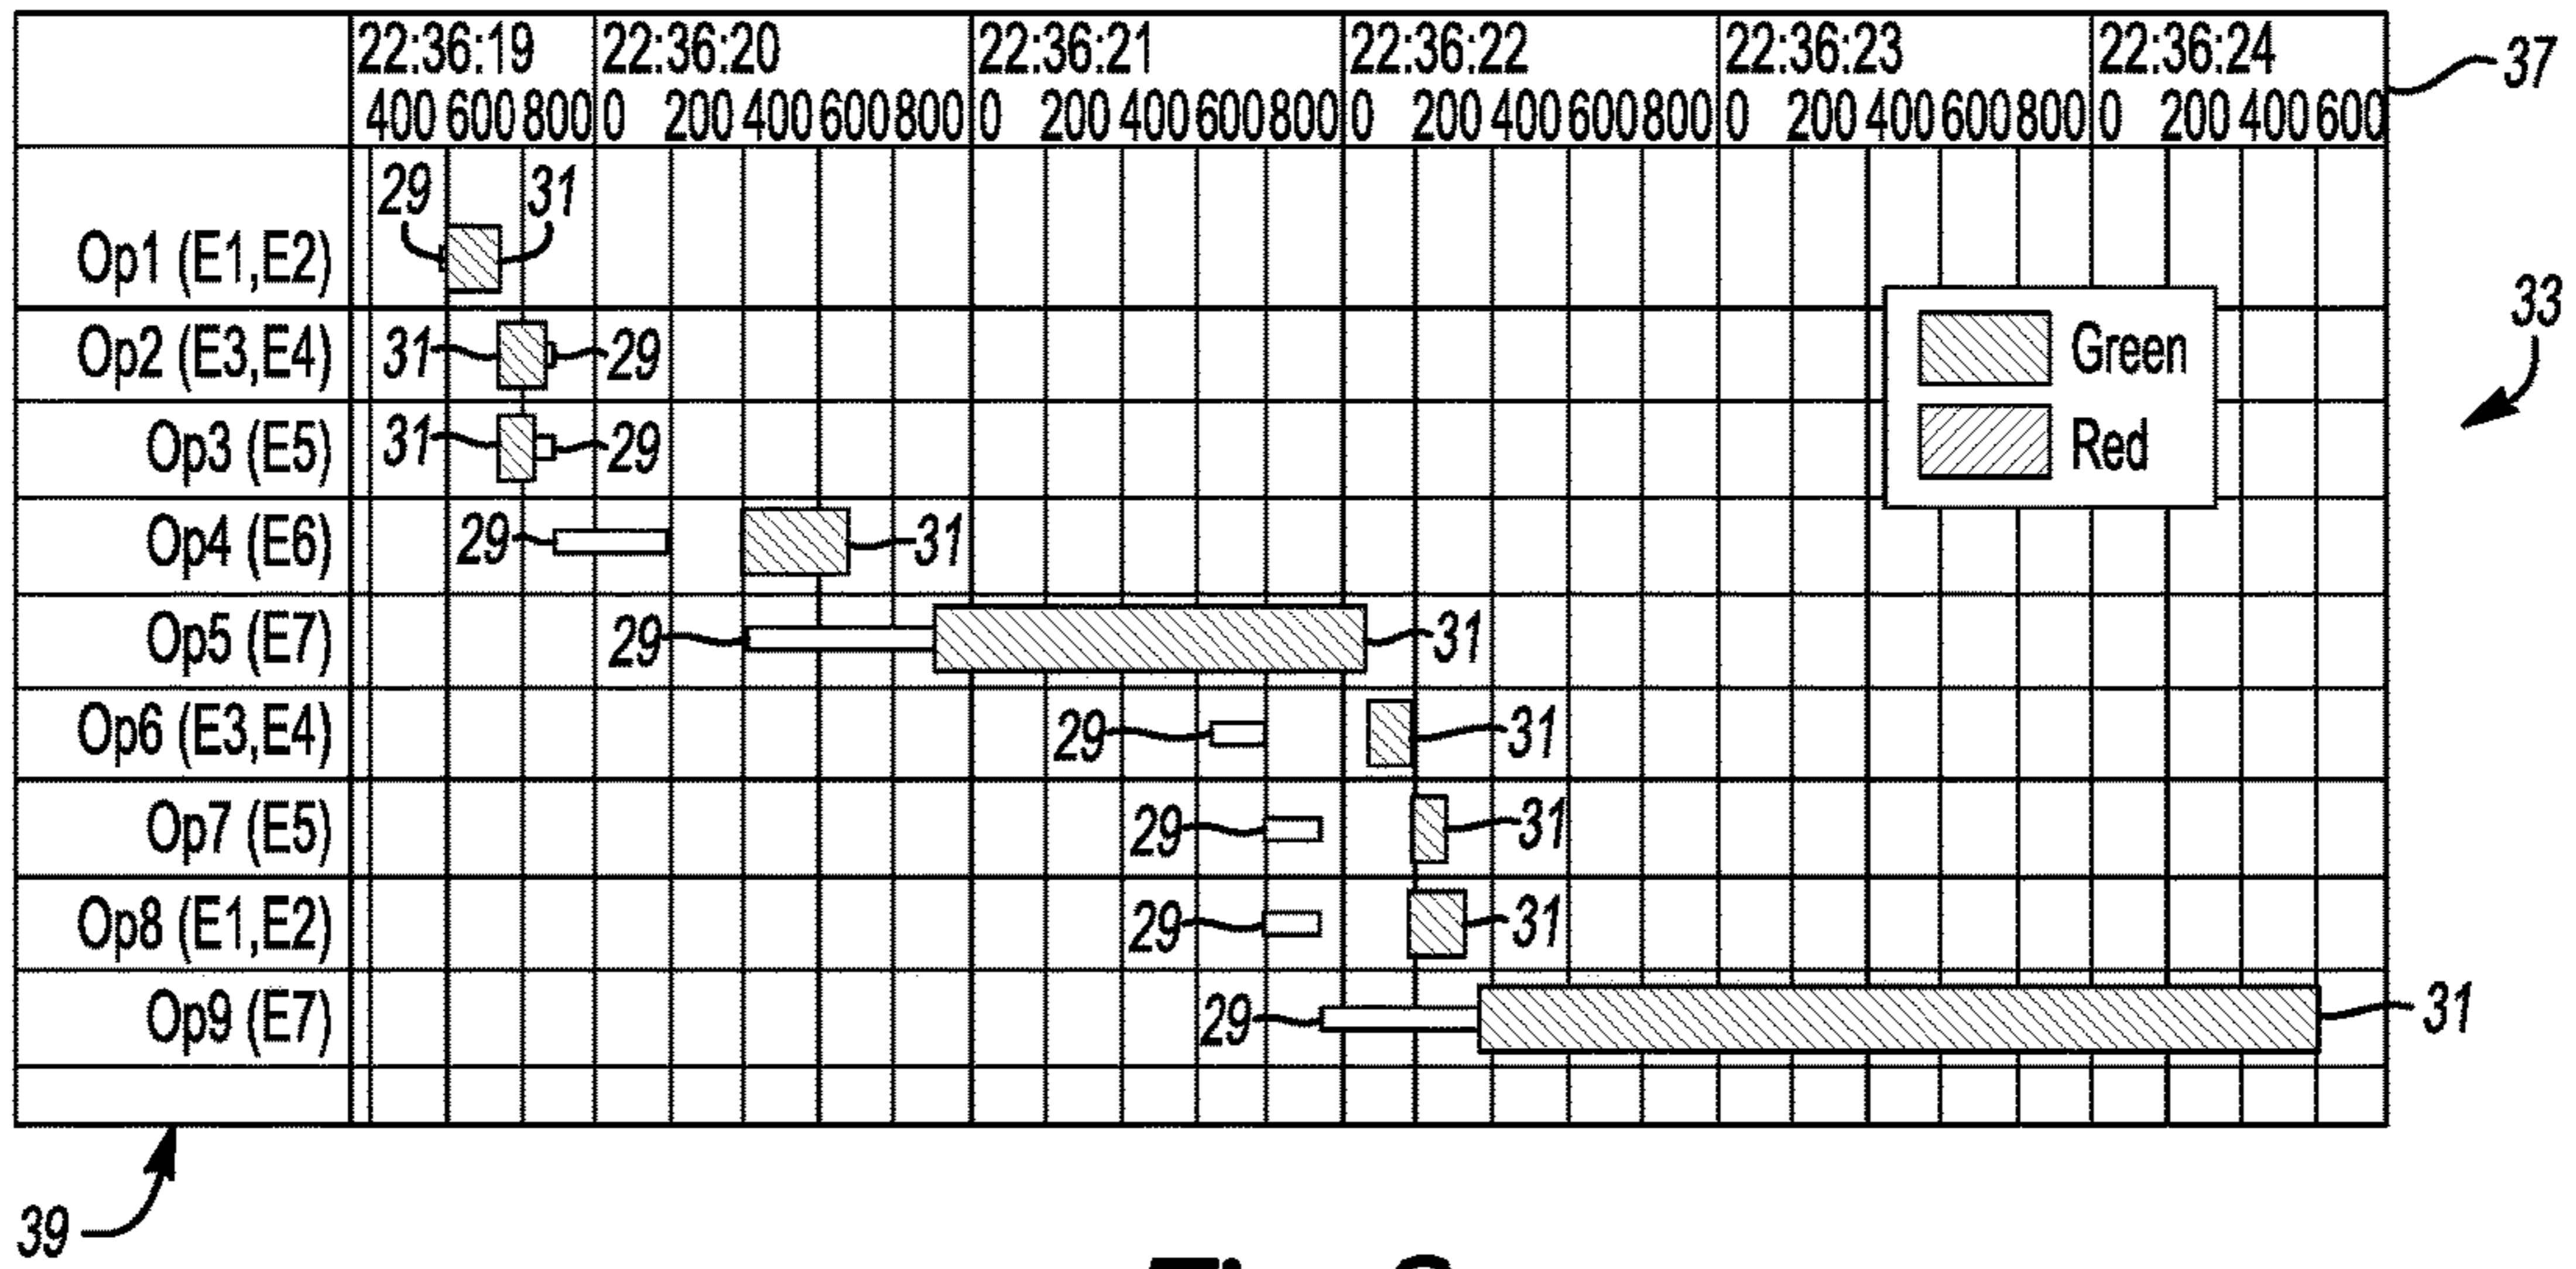 22:36:19 22:36:20 22:36:21 22:36:22 22:36:23 22:36:24
400 600 800 0 200 400 600 800 0 200 400 600 800 0 200 400 600 800 0 200 400 600 800 0 200 400 600
37
29 31
Op1 (E1,E2)
33
Op2 (E3,E4) 31 29 Green
Op3 (E5) 31 29 Red
Op4 (E6) 29 31
Op5 (E7) 29 31
Op6 (E3,E4) 29 31
Op7 (E5) 29 31
Op8 (E1,E2) 29 31
Op9 (E7) 29 31
39